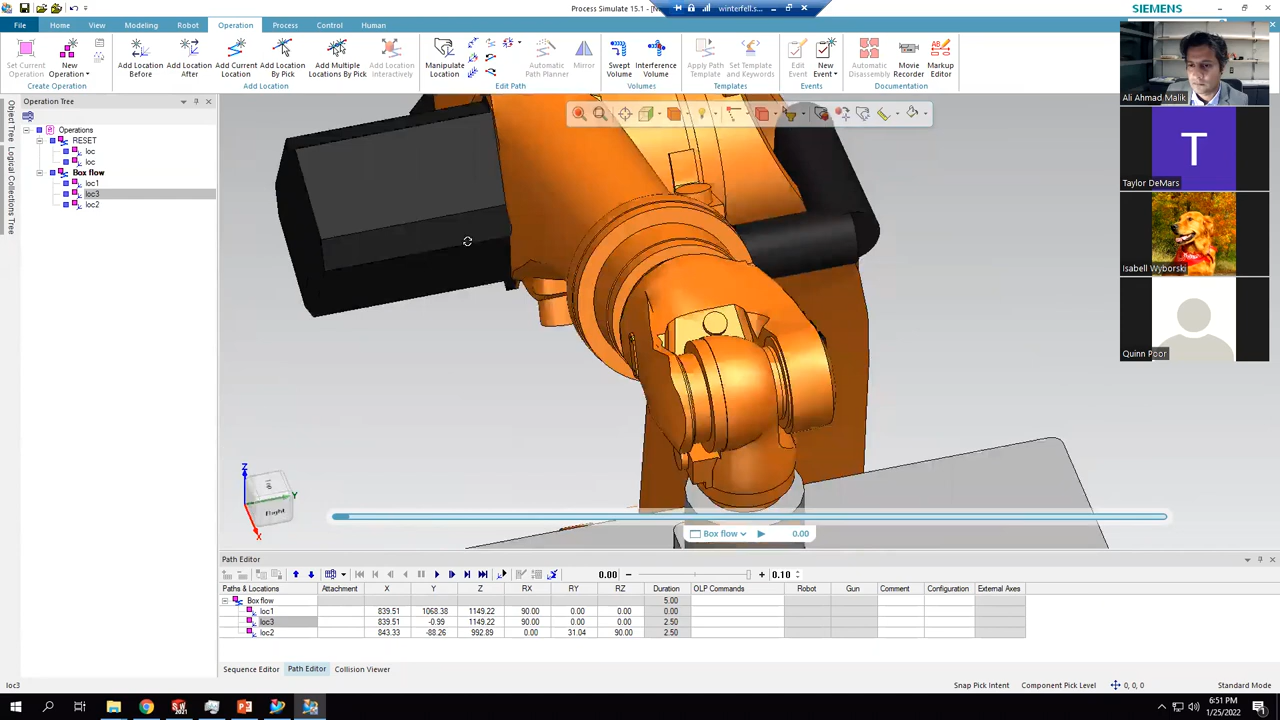 Process Simulate 15.1 - [N
winterfell.s...
SIEMENS
File Home View Modeling Robot Operation Process Control Human
Set Current Operation
New Operation
Add Location Before
Add Location After
Add Current Location
Add Location By Pick
Add Multiple Locations By Pick
Add Location Interactively
Manipulate Location
Automatic Path Planner
Mirror
Swept Volume
Interference Volume
Apply Path Template
Set Template and Keywords
Edit Event
New Event
Automatic Disassembly
Movie Recorder
Markup Editor
Create Operation Add Location Edit Path Volumes Templates Events Documentation
Operation Tree
Object Tree
Logical Collections Tree
Operations
RESET
loc
loc
Box flow
loc1
loc3
loc2
Ali Ahmad Malik
T
Taylor DeMars
Isabell Wyborski
Quinn Poor
Z
Y
X
Top
Right
Box flow 0.00
Path Editor
0.00 0.10
Paths & Locations Attachment X Y Z RX RY RZ Duration OLP Commands Robot Gun Comment Configuration External Axes
Box flow 5.00
loc1 839.51 1068.38 1149.22 90.00 0.00 0.00 0.00
loc3 839.51 -0.99 1149.22 90.00 0.00 0.00 2.50
loc2 843.33 -88.26 992.89 0.00 31.04 90.00 2.50
Sequence Editor Path Editor Collision Viewer
loc3 Snap Pick Intent Component Pick Level 0, 0, 0 Standard Mode
6:51 PM
1/25/2022